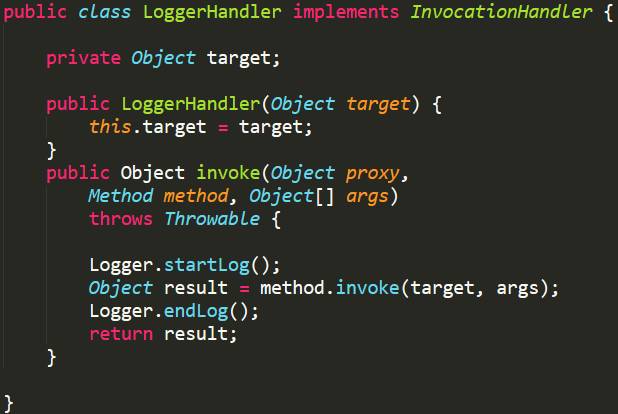 public class LoggerHandler implements InvocationHandler {
private Object target;
public LoggerHandler(Object target) {
this.target = target;
}
public Object invoke(Object proxy,
Method method, Object[] args)
throws Throwable {
Logger.startLog();
Object result = method.invoke(target, args);
Logger.endLog();
return result;
}
}